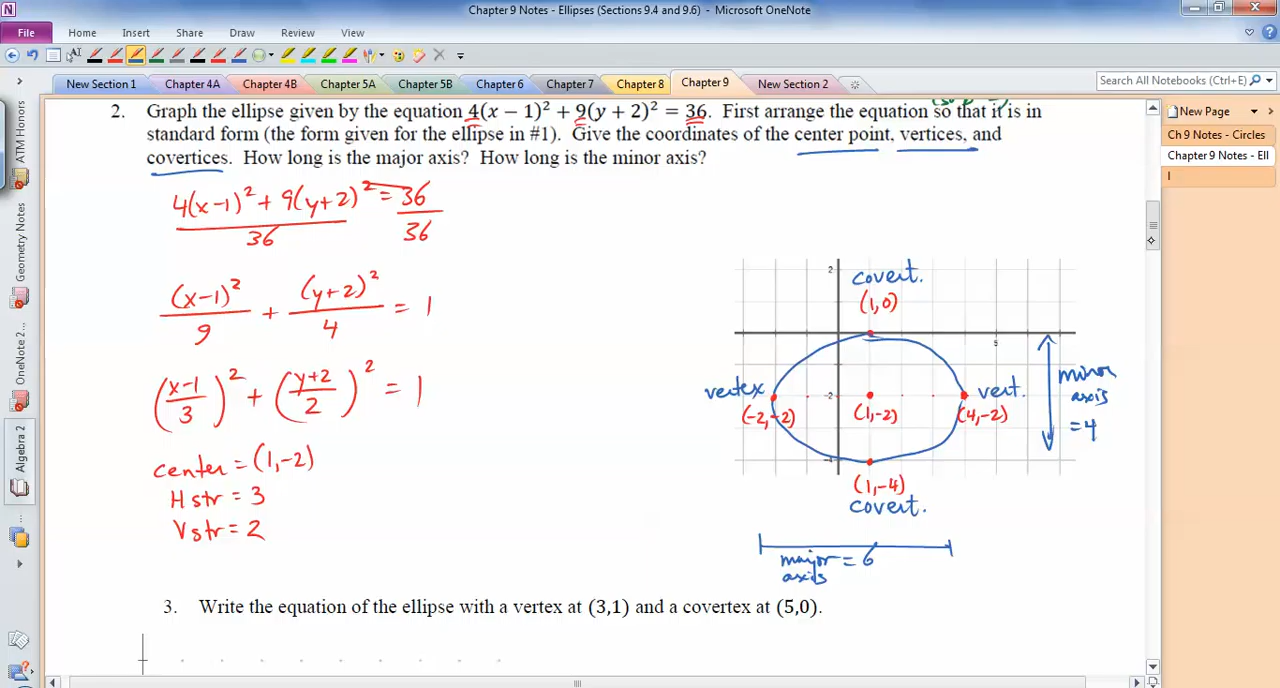 Chapter 9 Notes - Ellipses (Sections 9.4 and 9.6) - Microsoft OneNote
File Home Insert Share Draw Review View
New Section 1 Chapter 4A Chapter 4B Chapter 5A Chapter 5B Chapter 6 Chapter 7 Chapter 8 Chapter 9 New Section 2
Search All Notebooks (Ctrl+E)
New Page
Ch 9 Notes - Circles
Chapter 9 Notes - Ell
I
ATM Honors
Geometry Notes
OneNote 2...
Algebra 2
2. Graph the ellipse given by the equation 4(x − 1)² + 9(y + 2)² = 36. First arrange the equation so that it is in
standard form (the form given for the ellipse in #1). Give the coordinates of the center point, vertices, and
covertices. How long is the major axis? How long is the minor axis?
4(x-1)² + 9(y+2)² = 36
36 36
(x-1)² + (y+2)² = 1
9 4
(x-1)² + (y+2)² = 1
3 2
center = (1,-2)
H str = 3
V str = 2
2
covert.
(1,0)
5
vertex
(-2,-2)
-2
(1,-2)
vert.
(4,-2)
minor
axis
= 4
-4
(1,-4)
covert.
major = 6
axis
3. Write the equation of the ellipse with a vertex at (3,1) and a covertex at (5,0).